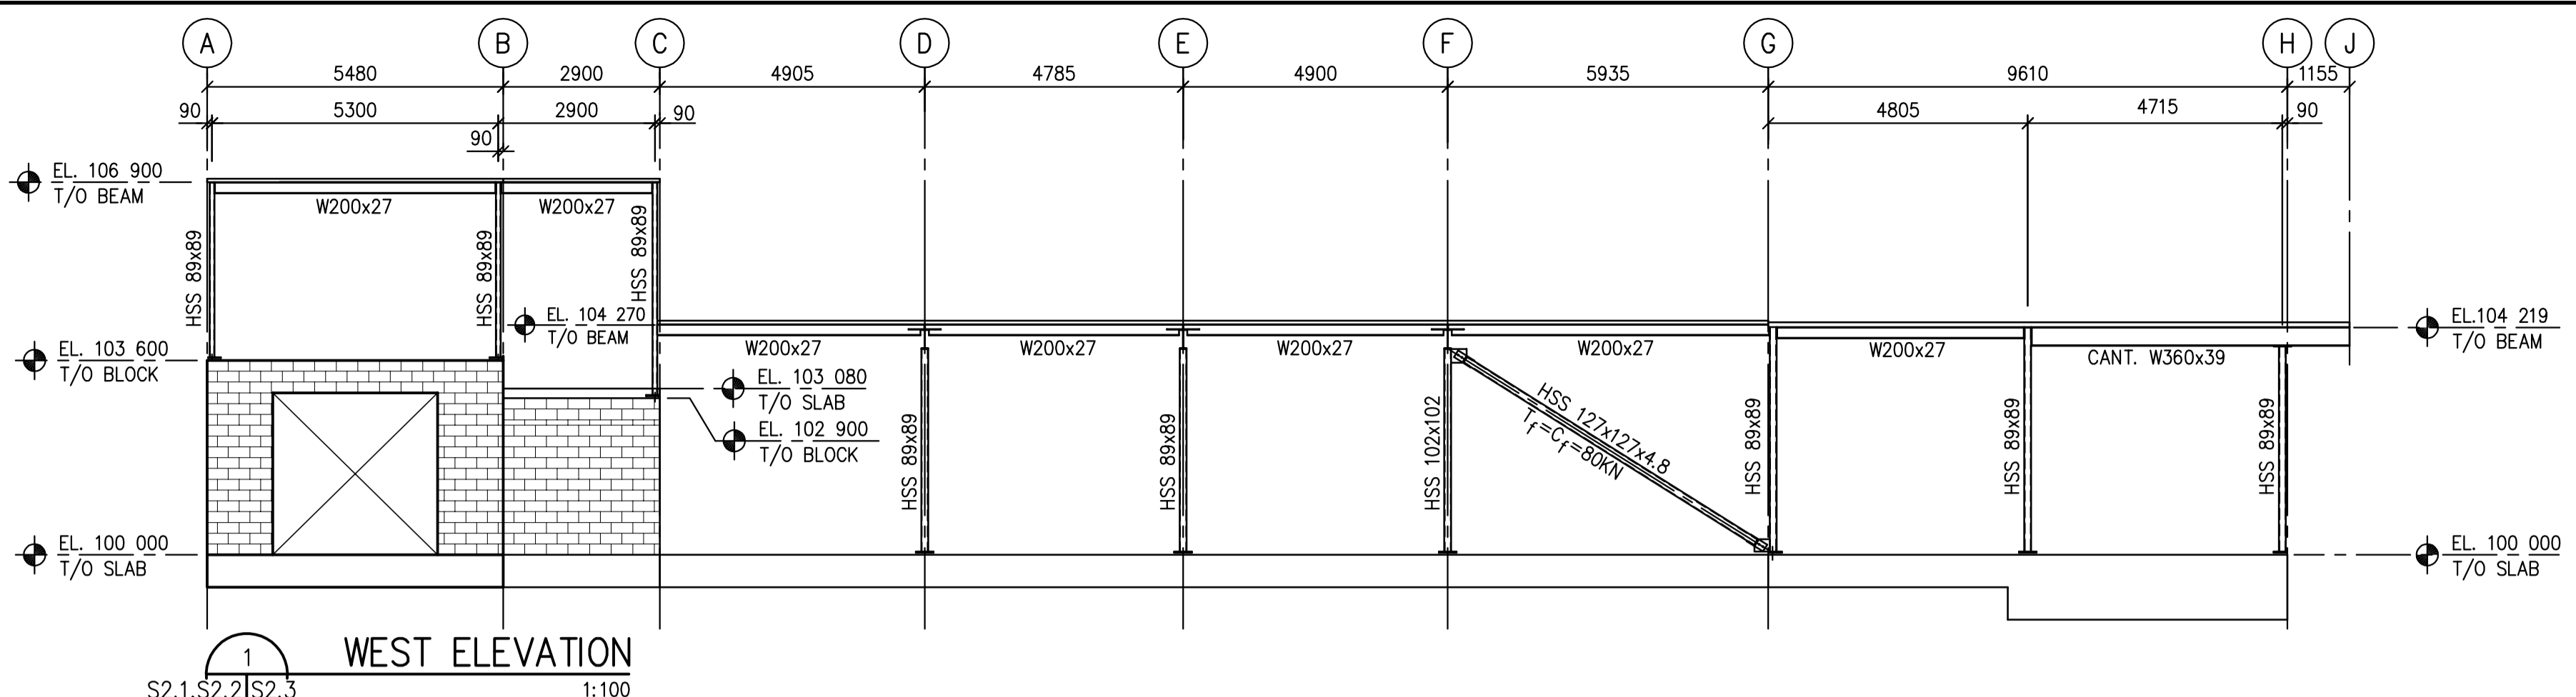 A B C D E F G H J
5480 2900 4905 4785 4900 5935 9610 1155
90 5300 2900 90 4805 4715 90
90
EL. 106 900
T/O BEAM
W200x27 W200x27
HSS 89x89 HSS 89x89 HSS 89x89
EL. 104 270
T/O BEAM
EL.104 219
T/O BEAM
W200x27 W200x27 W200x27 W200x27 W200x27 CANT. W360x39
EL. 103 600
T/O BLOCK
EL. 103 080
T/O SLAB
EL. 102 900
T/O BLOCK
HSS 89x89 HSS 89x89 HSS 102x102 HSS 89x89 HSS 89x89 HSS 89x89
HSS 127x127x4.8
Tf=Cf=80KN
EL. 100 000
T/O SLAB
EL. 100 000
T/O SLAB
1 WEST ELEVATION
S2.1,S2.2 S2.3 1:100